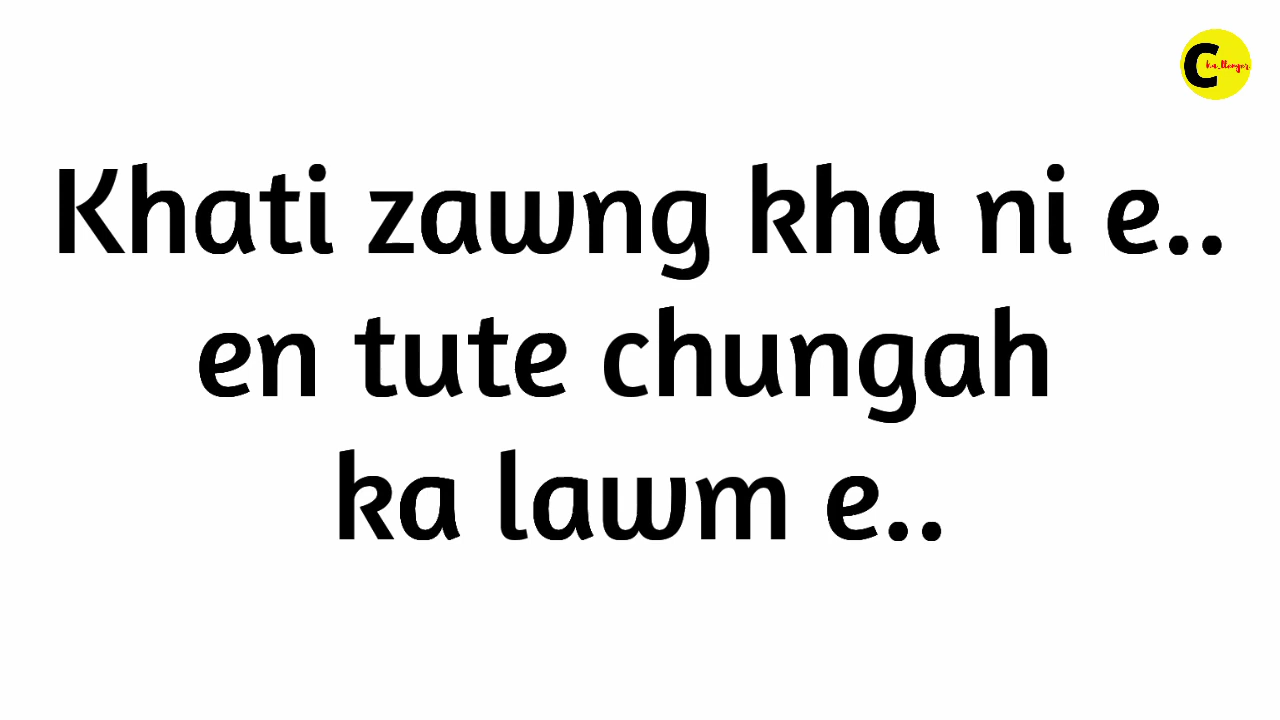 Khati zawng kha ni e..
en tute chungah
ka lawm e..
C